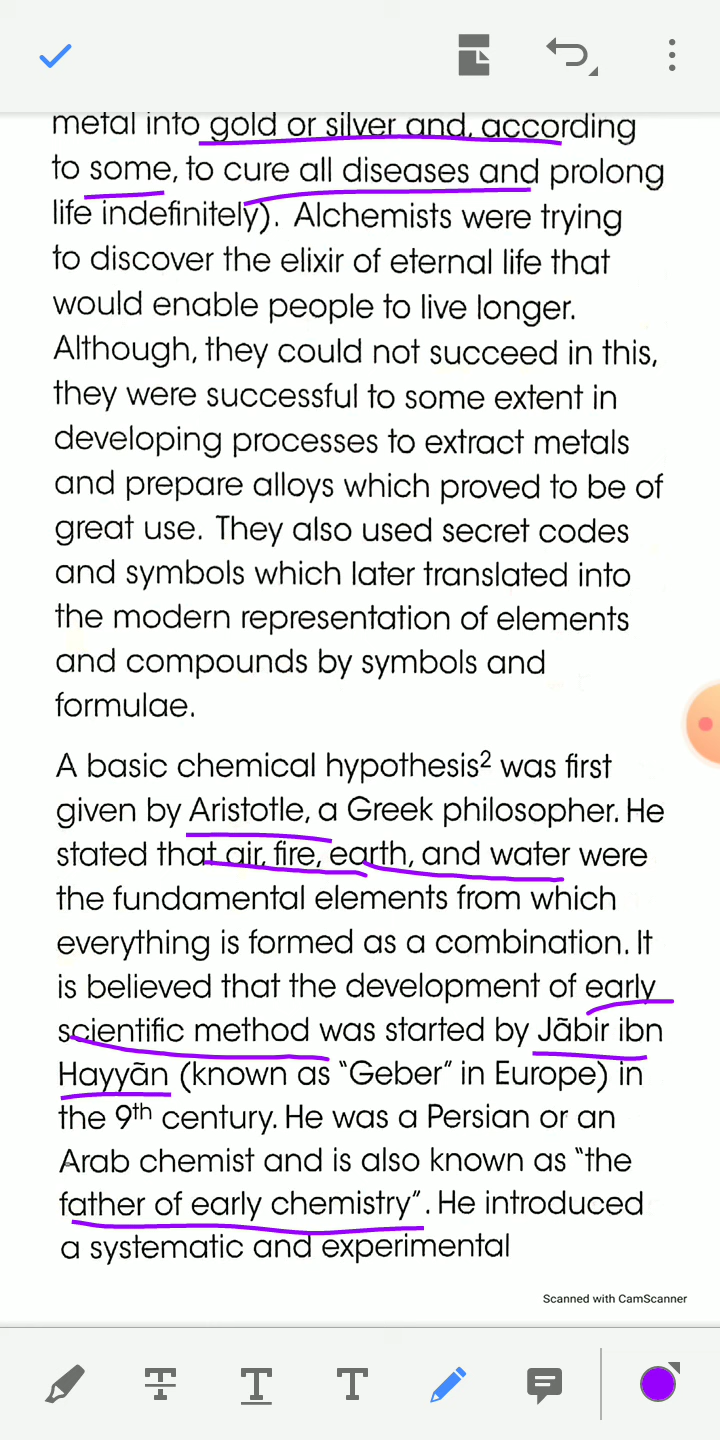 metal into gold or silver and, according
to some, to cure all diseases and prolong
life indefinitely). Alchemists were trying
to discover the elixir of eternal life that
would enable people to live longer.
Although, they could not succeed in this,
they were successful to some extent in
developing processes to extract metals
and prepare alloys which proved to be of
great use. They also used secret codes
and symbols which later translated into
the modern representation of elements
and compounds by symbols and
formulae.
A basic chemical hypothesis² was first
given by Aristotle, a Greek philosopher. He
stated that air, fire, earth, and water were
the fundamental elements from which
everything is formed as a combination. It
is believed that the development of early
scientific method was started by Jãbir ibn
Hayyãn (known as "Geber" in Europe) in
the 9th century. He was a Persian or an
Arab chemist and is also known as "the
father of early chemistry". He introduced
a systematic and experimental
Scanned with CamScanner
T T T